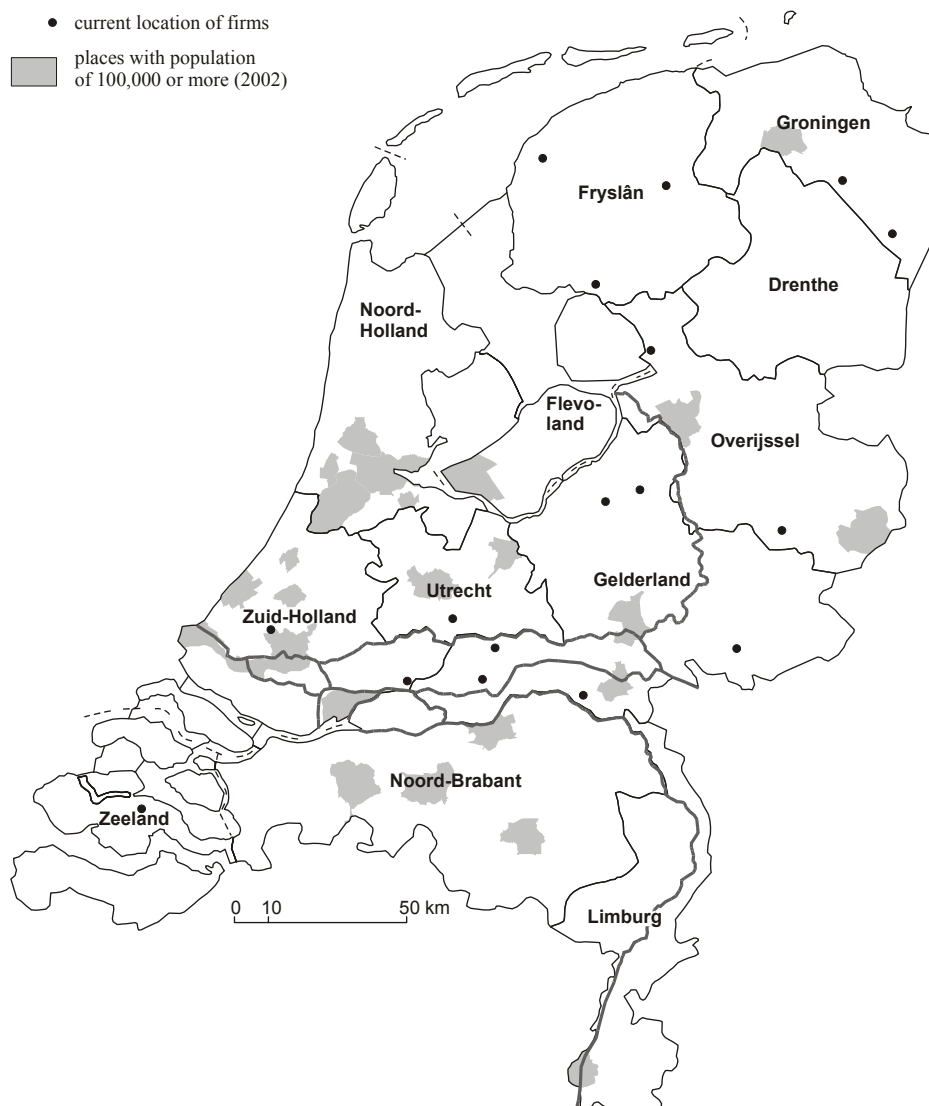 current location of firms
places with population
of 100,000 or more (2002)
Groningen
Fryslân
Drenthe
Noord-
Holland
Flevo-
land
Overijssel
Gelderland
Utrecht
Zuid-Holland
Noord-Brabant
Zeeland
0 10 50 km
Limburg